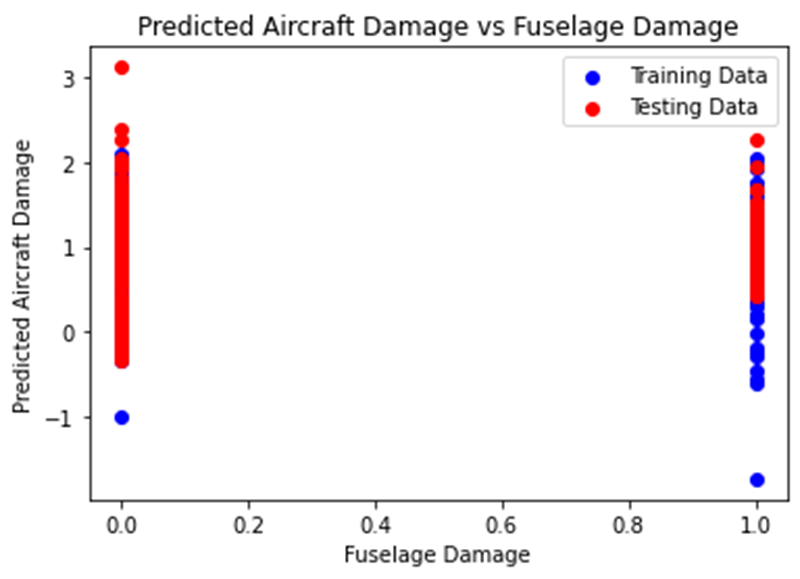 Predicted Aircraft Damage vs Fuselage Damage
Training Data
Testing Data
Predicted Aircraft Damage
3
2
1
0
−1
0.0 0.2 0.4 0.6 0.8 1.0
Fuselage Damage